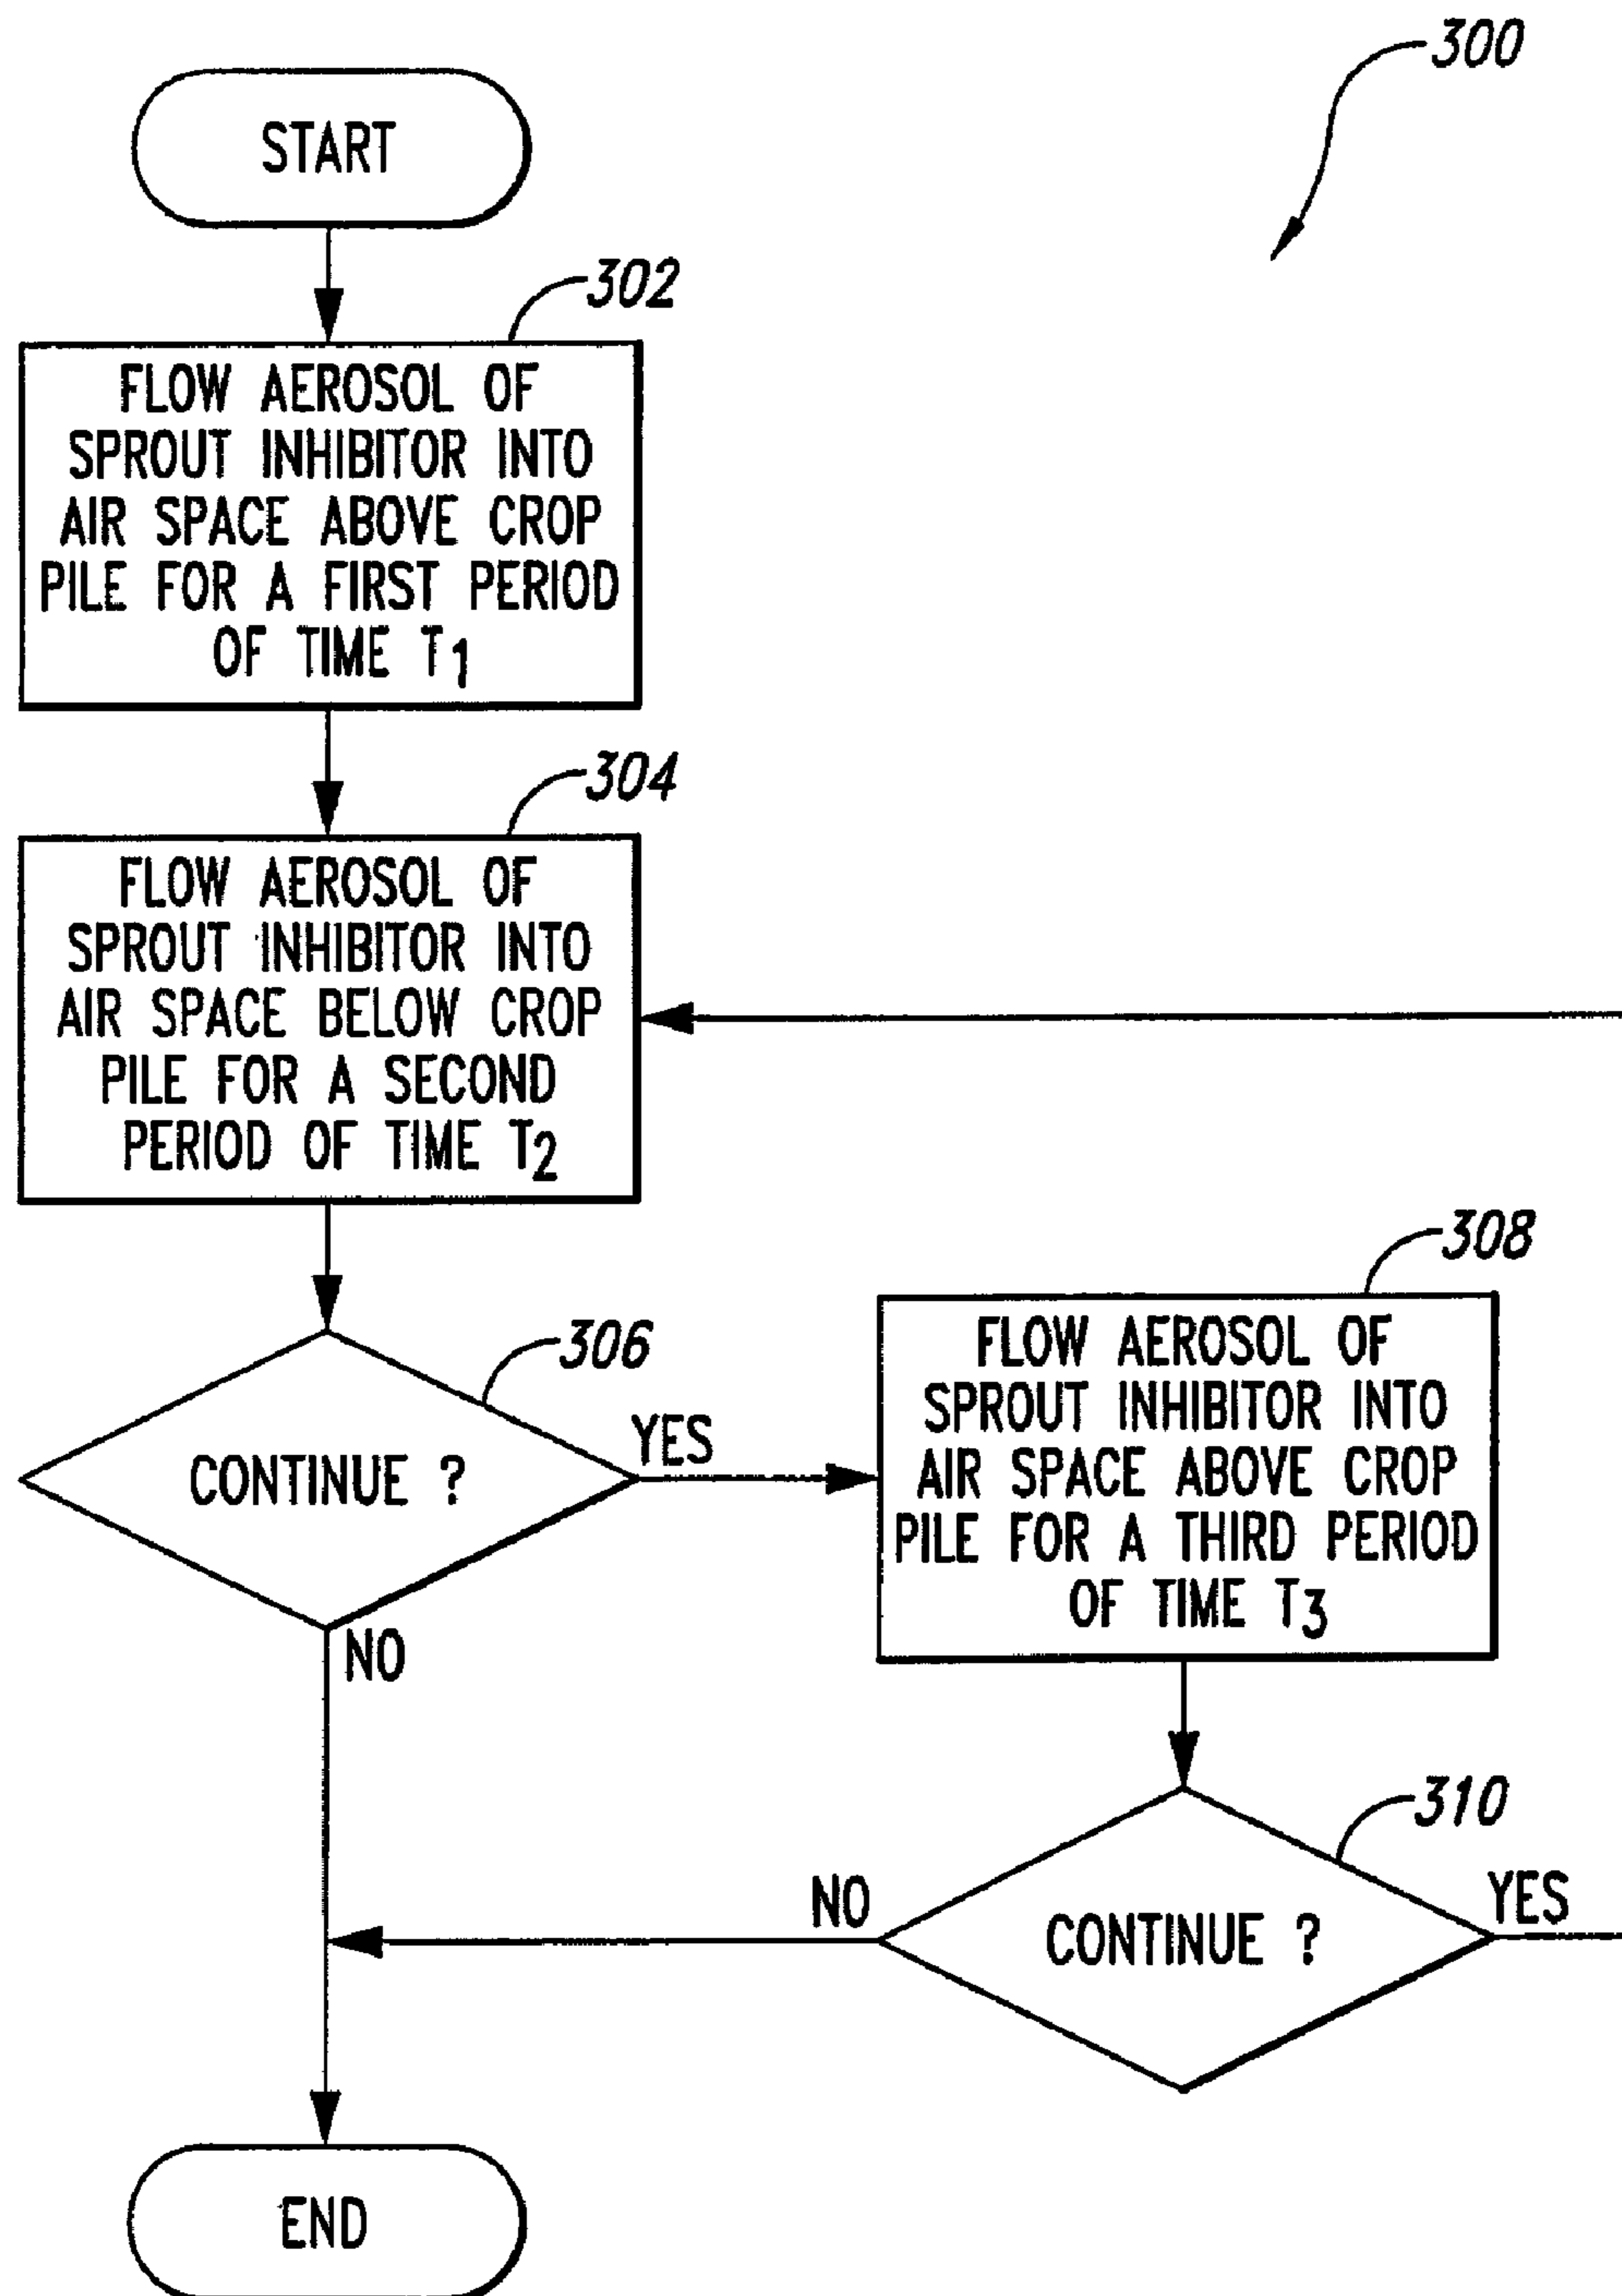 300
START
302
FLOW AEROSOL OF
SPROUT INHIBITOR INTO
AIR SPACE ABOVE CROP
PILE FOR A FIRST PERIOD
OF TIME T1
304
FLOW AEROSOL OF
SPROUT INHIBITOR INTO
AIR SPACE BELOW CROP
PILE FOR A SECOND
PERIOD OF TIME T2
306
CONTINUE ?
YES
NO
308
FLOW AEROSOL OF
SPROUT INHIBITOR INTO
AIR SPACE ABOVE CROP
PILE FOR A THIRD PERIOD
OF TIME T3
310
CONTINUE ?
NO
YES
END